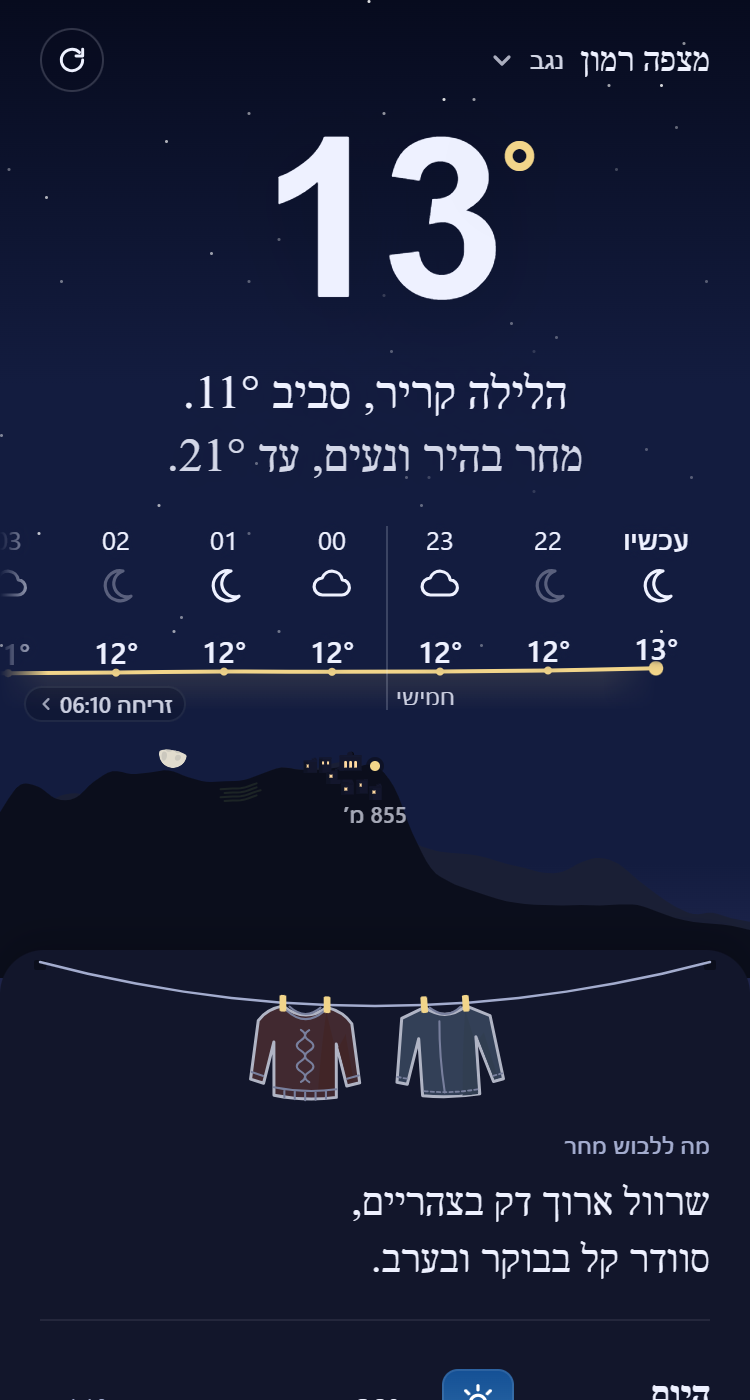 מצפה רמון נגב
13°
הלילה קריר, סביב 11°.
מחר בהיר ונעים, עד 21°.
עכשיו 22 23 00 01 02 03
13° 12° 12° 12° 12° 12°
חמישי
זריחה 06:10
855 מ׳
מה ללבוש מחר
שרוול ארוך דק בצהריים,
סוודר קל בבוקר ובערב.
היום